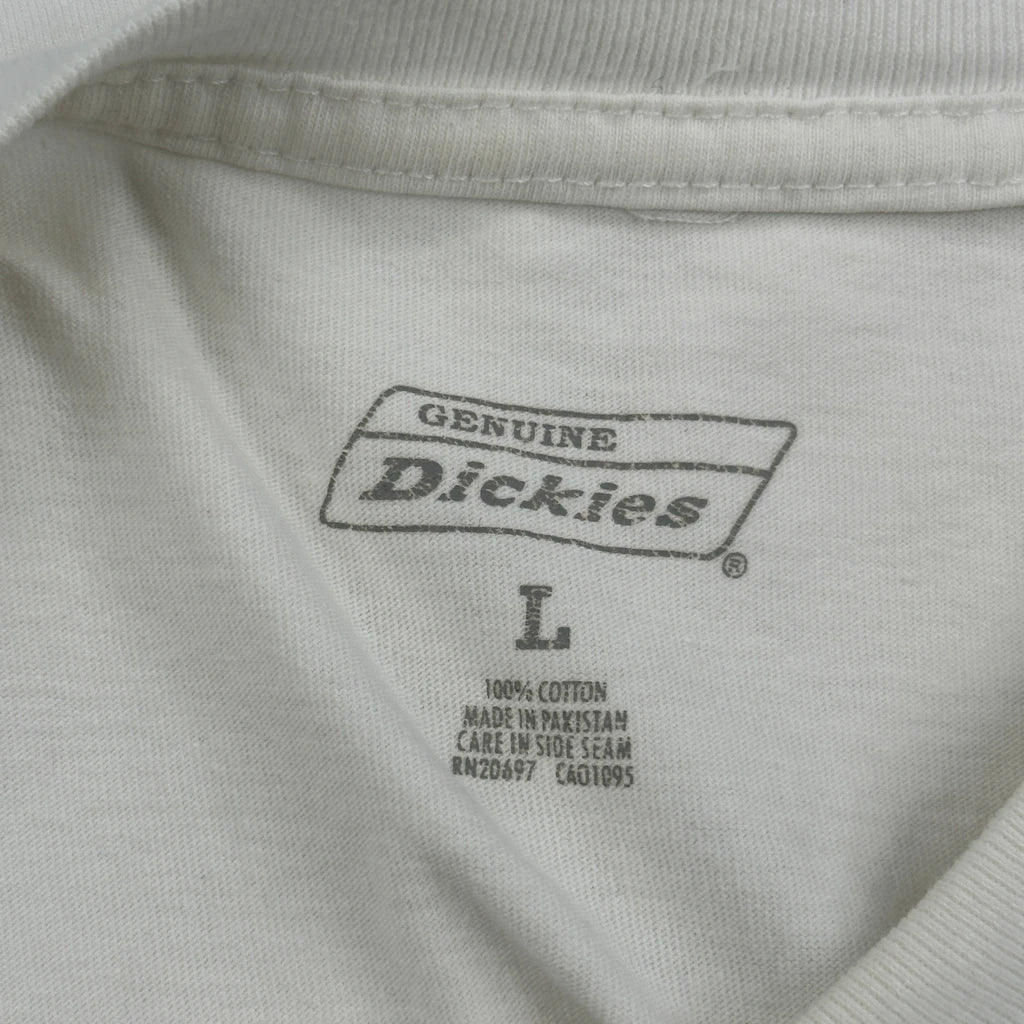 GENUINE
Dickies
®
L
100% COTTON
MADE IN PAKISTAN
CARE IN SIDE SEAM
RN20697 CA01095